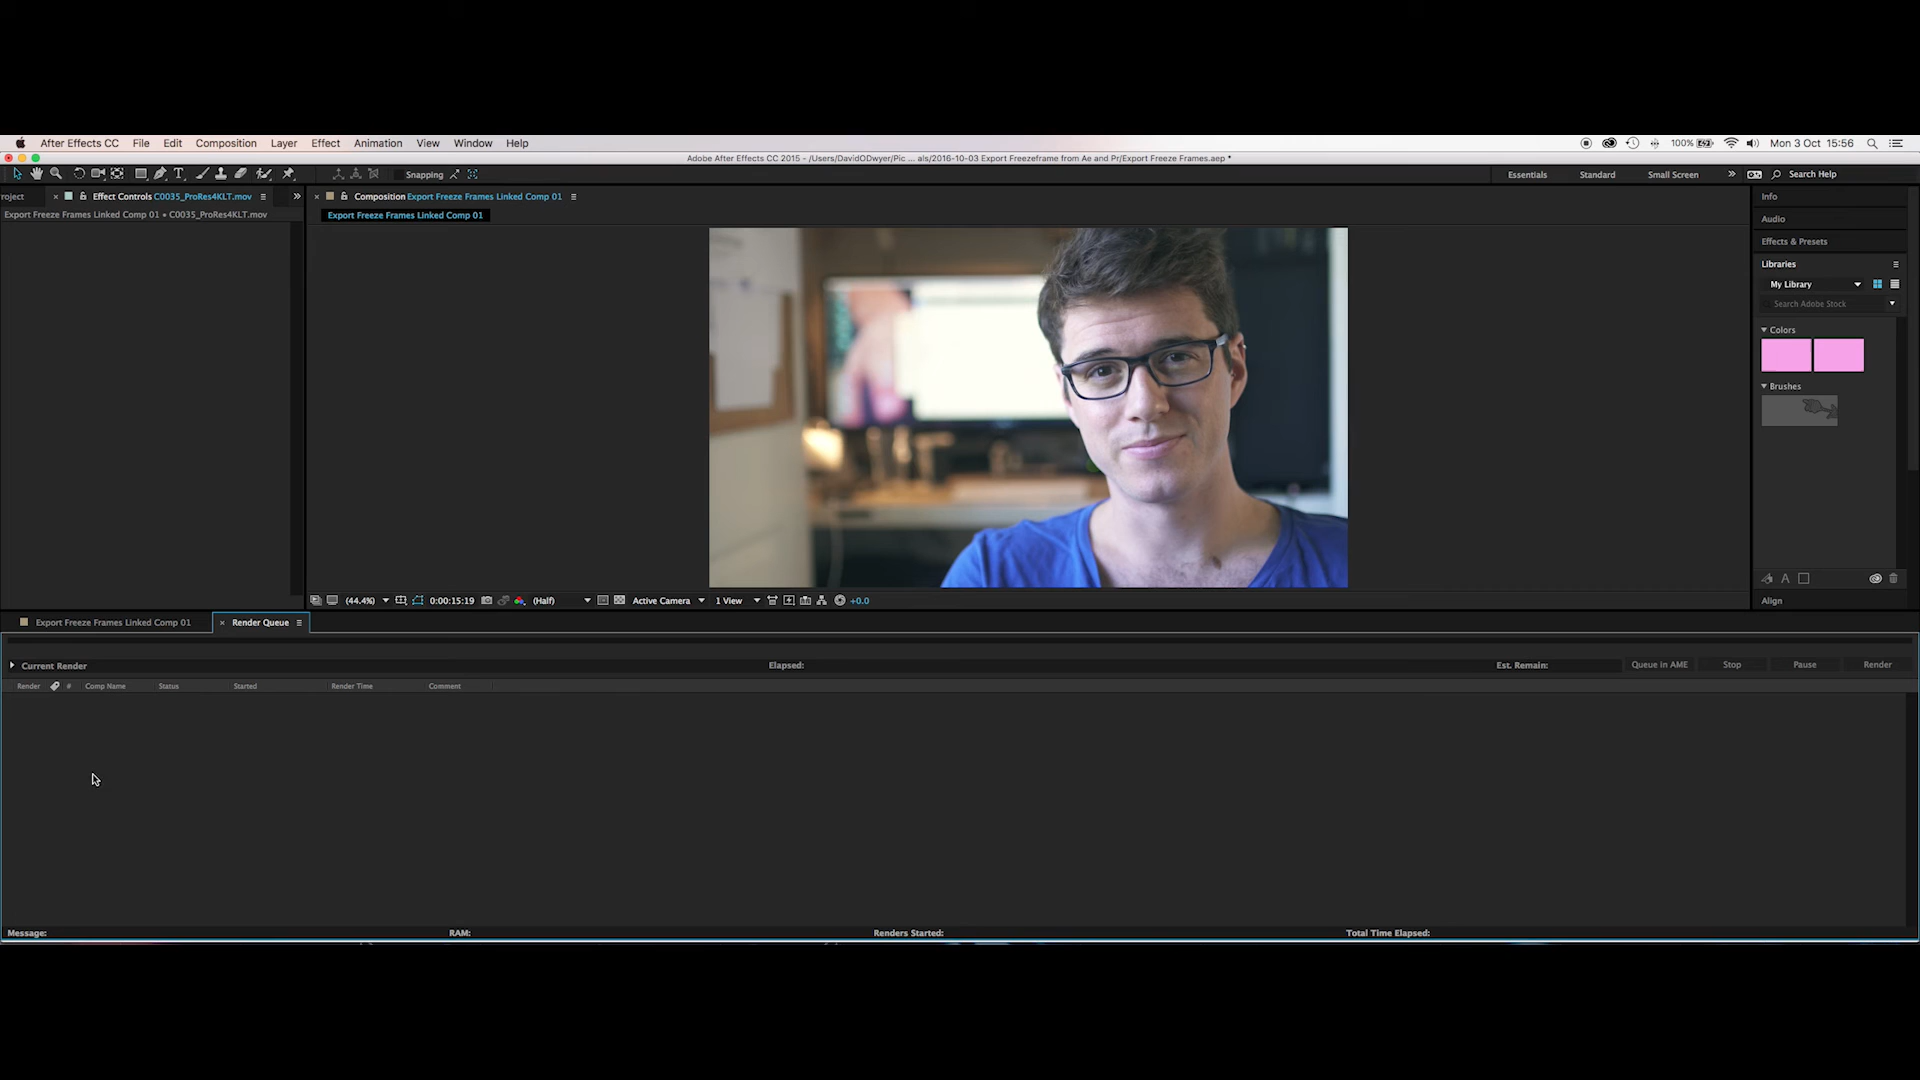 After Effects CC File Edit Composition Layer Effect Animation View Window Help 100% Mon 3 Oct 15:56
Adobe After Effects CC 2015 - /Users/DavidODwyer/Pic ... als/2016-10-03 Export Freezeframe from Ae and Pr/Export Freeze Frames.aep *
Snapping Essentials Standard Small Screen » Search Help
roject × Effect Controls C0035_ProRes4KLT.mov » × Composition Export Freeze Frames Linked Comp 01 Info
Export Freeze Frames Linked Comp 01 • C0035_ProRes4KLT.mov Export Freeze Frames Linked Comp 01
Audio
Effects & Presets
Libraries
My Library
Search Adobe Stock
Colors
Brushes
(44.4%) 0:00:15:19 (Half) Active Camera 1 View +0.0 Align
Export Freeze Frames Linked Comp 01 × Render Queue
Current Render Elapsed: Est. Remain: Queue in AME Stop Pause Render
Render # Comp Name Status Started Render Time Comment
Message: RAM: Renders Started: Total Time Elapsed: